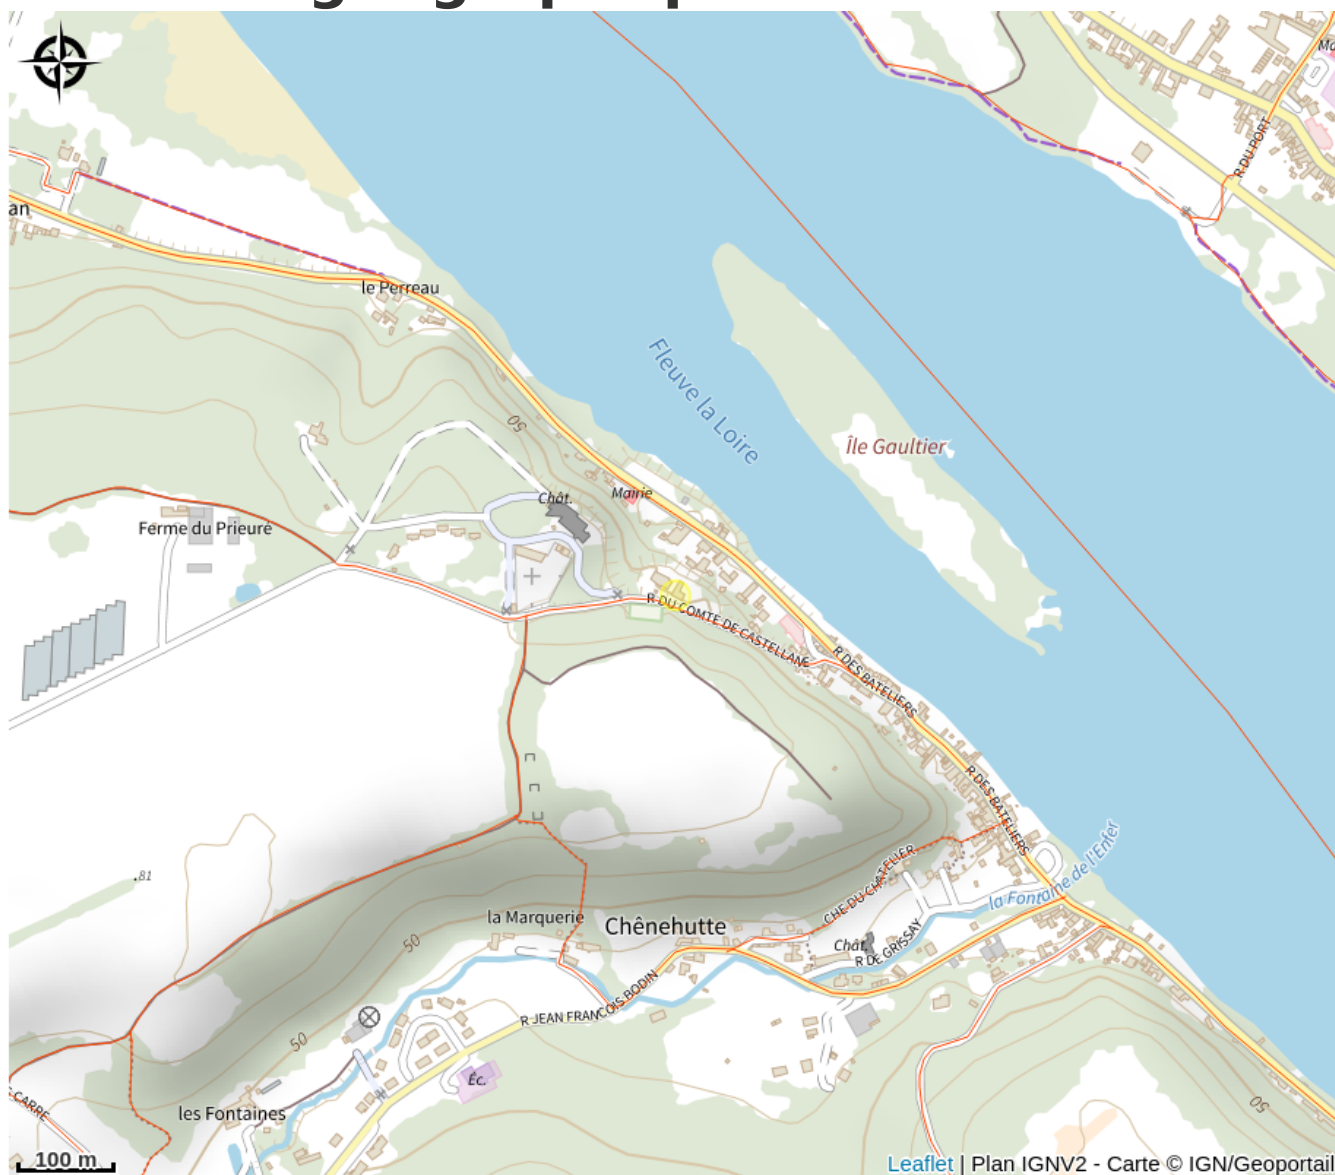 Ma
R DU PORT
an
le Perreau
Fleuve la Loire
50
Île Gaultier
Chât.
Mairie
Ferme du Prieuré
R DU COMTE DE CASTELLANE
R DES BATELIERS
R DES BATELIERS
81
CHE DU CHATELIER
la Fontaine de l'Enfer
la Marquerie
Chênehutte
50
Chât.
R DE GRISSAY
R JEAN FRANCOIS BODIN
50
Éc.
CARRE
les Fontaines
50
100 m
Leaflet | Plan IGNV2 - Carte © IGN/Geoportail